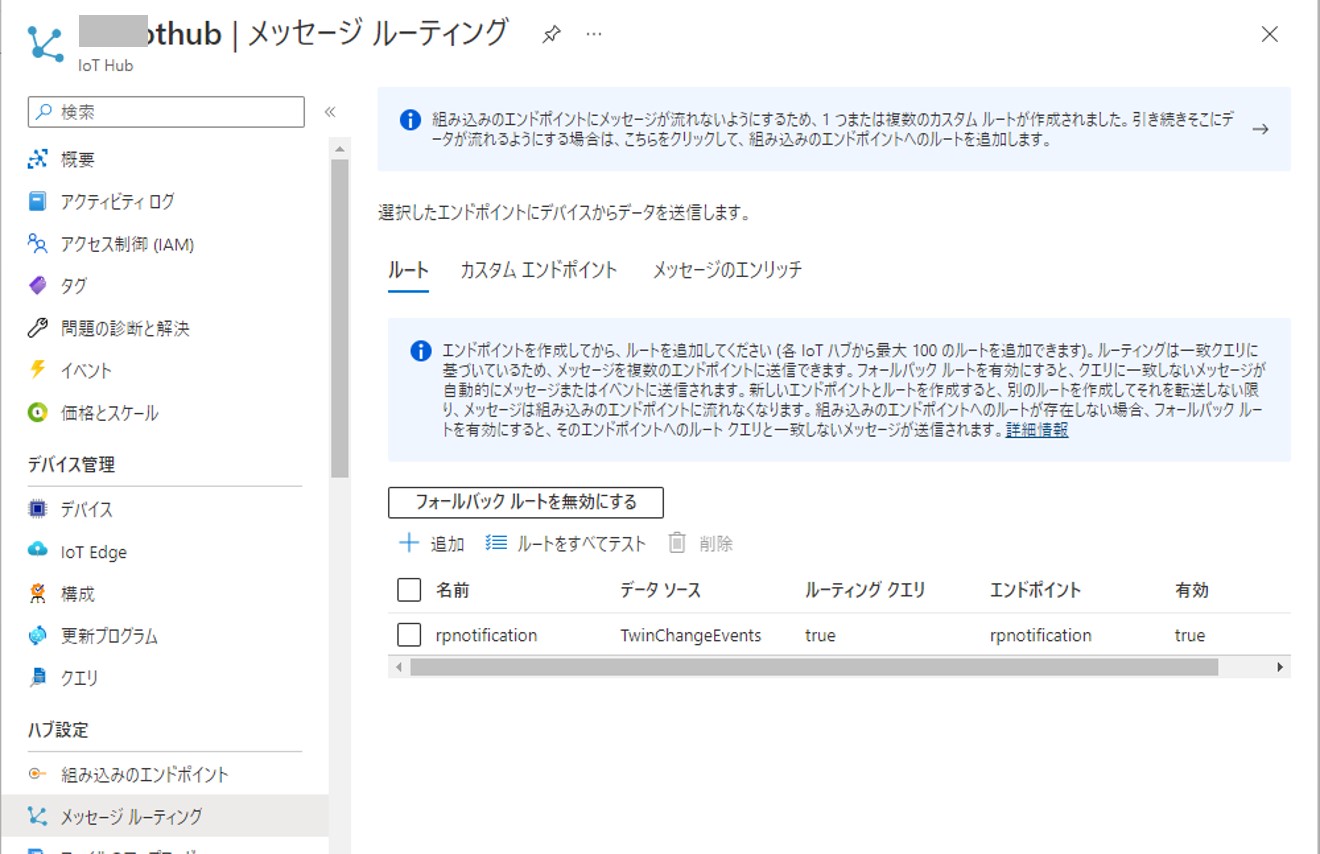 othub | メッセージ ルーティング
IoT Hub
検索
概要
アクティビティ ログ
アクセス制御 (IAM)
タグ
問題の診断と解決
イベント
価格とスケール
デバイス管理
デバイス
IoT Edge
構成
更新プログラム
クエリ
ハブ設定
組み込みのエンドポイント
メッセージ ルーティング
組み込みのエンドポイントにメッセージが流れないようにするため、1 つまたは複数のカスタム ルートが作成されました。引き続きそこにデ
ータが流れるようにする場合は、こちらをクリックして、組み込みのエンドポイントへのルートを追加します。
選択したエンドポイントにデバイスからデータを送信します。
ルート カスタム エンドポイント メッセージのエンリッチ
エンドポイントを作成してから、ルートを追加してください (各 IoT ハブから最大 100 のルートを追加できます)。ルーティングは一致クエリに
基づいているため、メッセージを複数のエンドポイントに送信できます。フォールバック ルートを有効にすると、クエリに一致しないメッセージが
自動的にメッセージまたはイベントに送信されます。新しいエンドポイントとルートを作成すると、別のルートを作成してそれを転送しない限
り、メッセージは組み込みのエンドポイントに流れなくなります。組み込みのエンドポイントへのルートが存在しない場合、フォールバック ルー
トを有効にすると、そのエンドポイントへのルート クエリと一致しないメッセージが送信されます。詳細情報
フォールバック ルートを無効にする
追加 ルートをすべてテスト 削除
名前 データ ソース ルーティング クエリ エンドポイント 有効
rpnotification TwinChangeEvents true rpnotification true